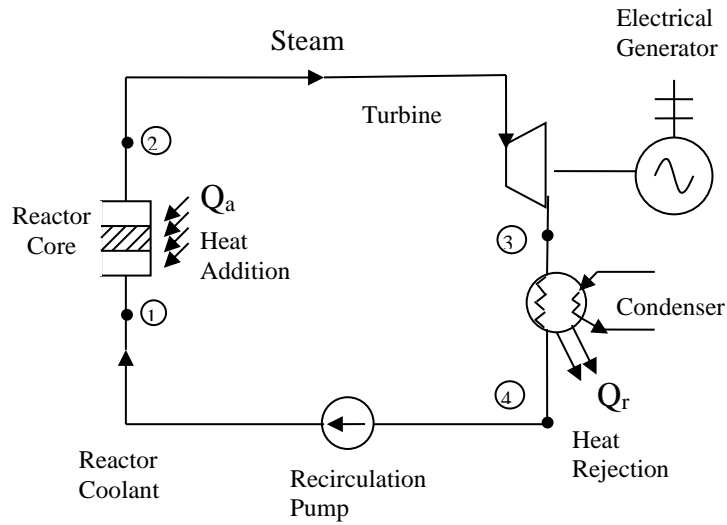 Electrical
Generator
Steam
Turbine
2
Qa
Reactor
Core
Heat
Addition
3
1
Condenser
4
Qr
Heat
Rejection
Reactor
Coolant
Recirculation
Pump